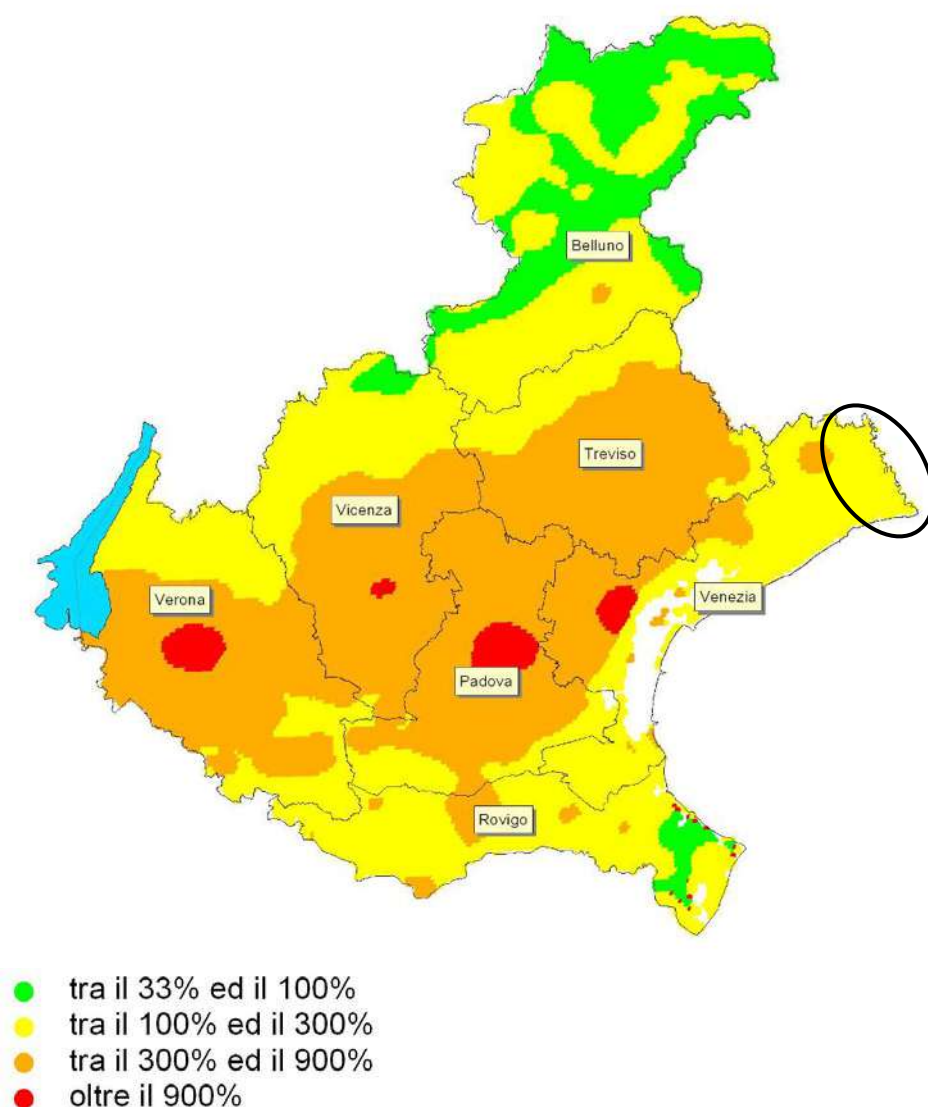 Belluno
Treviso
Vicenza
Verona
Venezia
Padova
Rovigo
tra il 33% ed il 100%
tra il 100% ed il 300%
tra il 300% ed il 900%
oltre il 900%